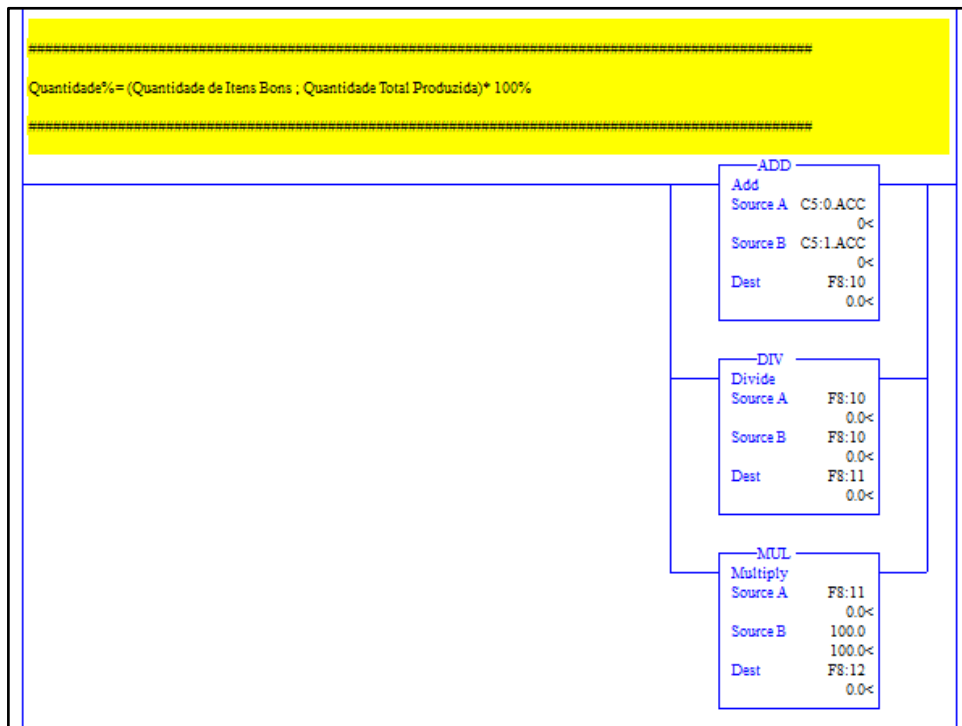 ################################################################################################
Quantidade%= (Quantidade de Itens Bons ; Quantidade Total Produzida)* 100%
################################################################################################
ADD
Add
Source A C5:0.ACC
0<
Source B C5:1.ACC
0<
Dest F8:10
0.0<
DIV
Divide
Source A F8:10
0.0<
Source B F8:10
0.0<
Dest F8:11
0.0<
MUL
Multiply
Source A F8:11
0.0<
Source B 100.0
100.0<
Dest F8:12
0.0<